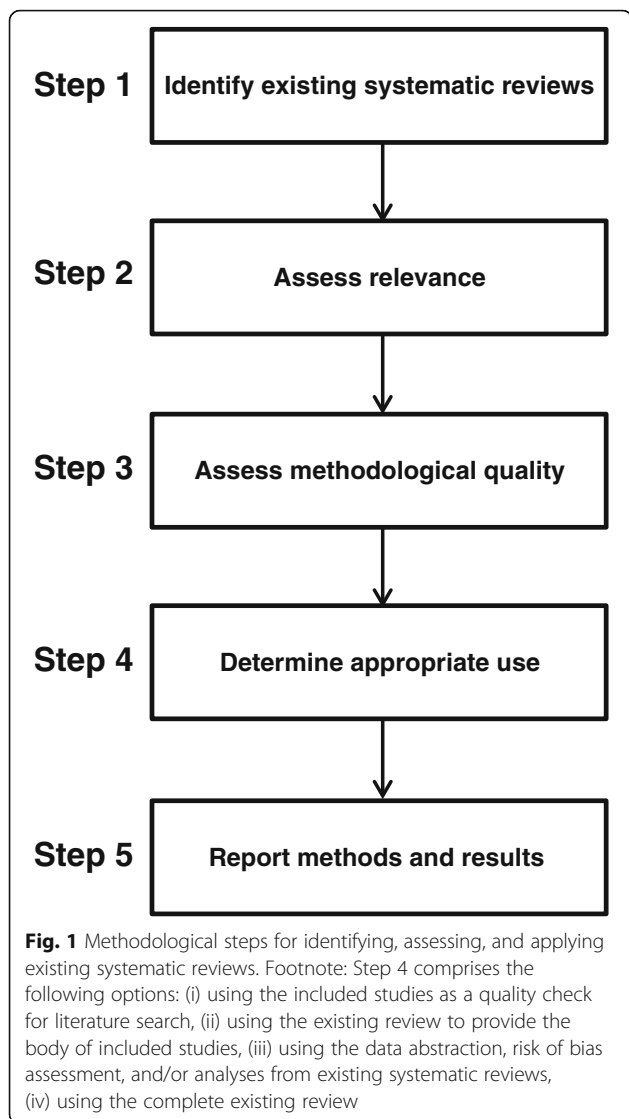 Step 1 Identify existing systematic reviews
Step 2 Assess relevance
Step 3 Assess methodological quality
Step 4 Determine appropriate use
Step 5 Report methods and results
Fig. 1 Methodological steps for identifying, assessing, and applying
existing systematic reviews. Footnote: Step 4 comprises the
following options: (i) using the included studies as a quality check
for literature search, (ii) using the existing review to provide the
body of included studies, (iii) using the data abstraction, risk of bias
assessment, and/or analyses from existing systematic reviews,
(iv) using the complete existing review